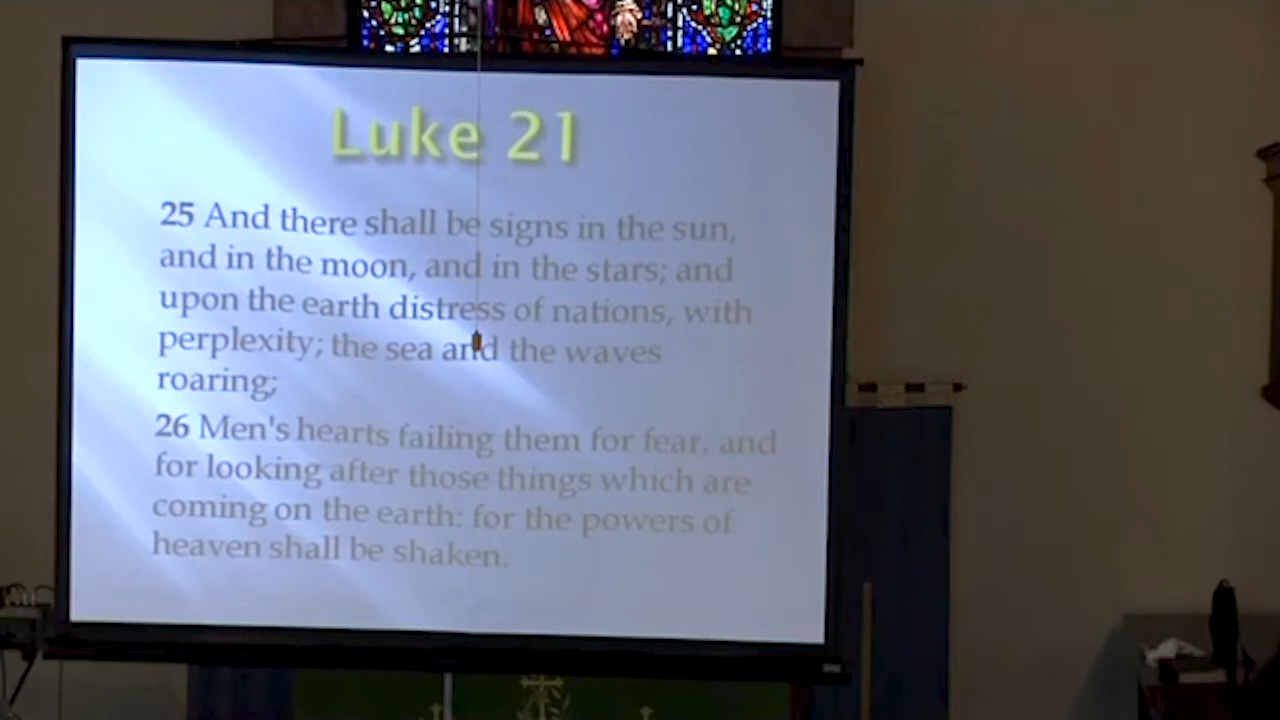 Luke 21
25 And there shall be signs in the sun,
and in the moon, and in the stars; and
upon the earth distress of nations, with
perplexity; the sea and the waves
roaring;
26 Men's hearts failing them for fear, and
for looking after those things which are
coming on the earth: for the powers of
heaven shall be shaken.